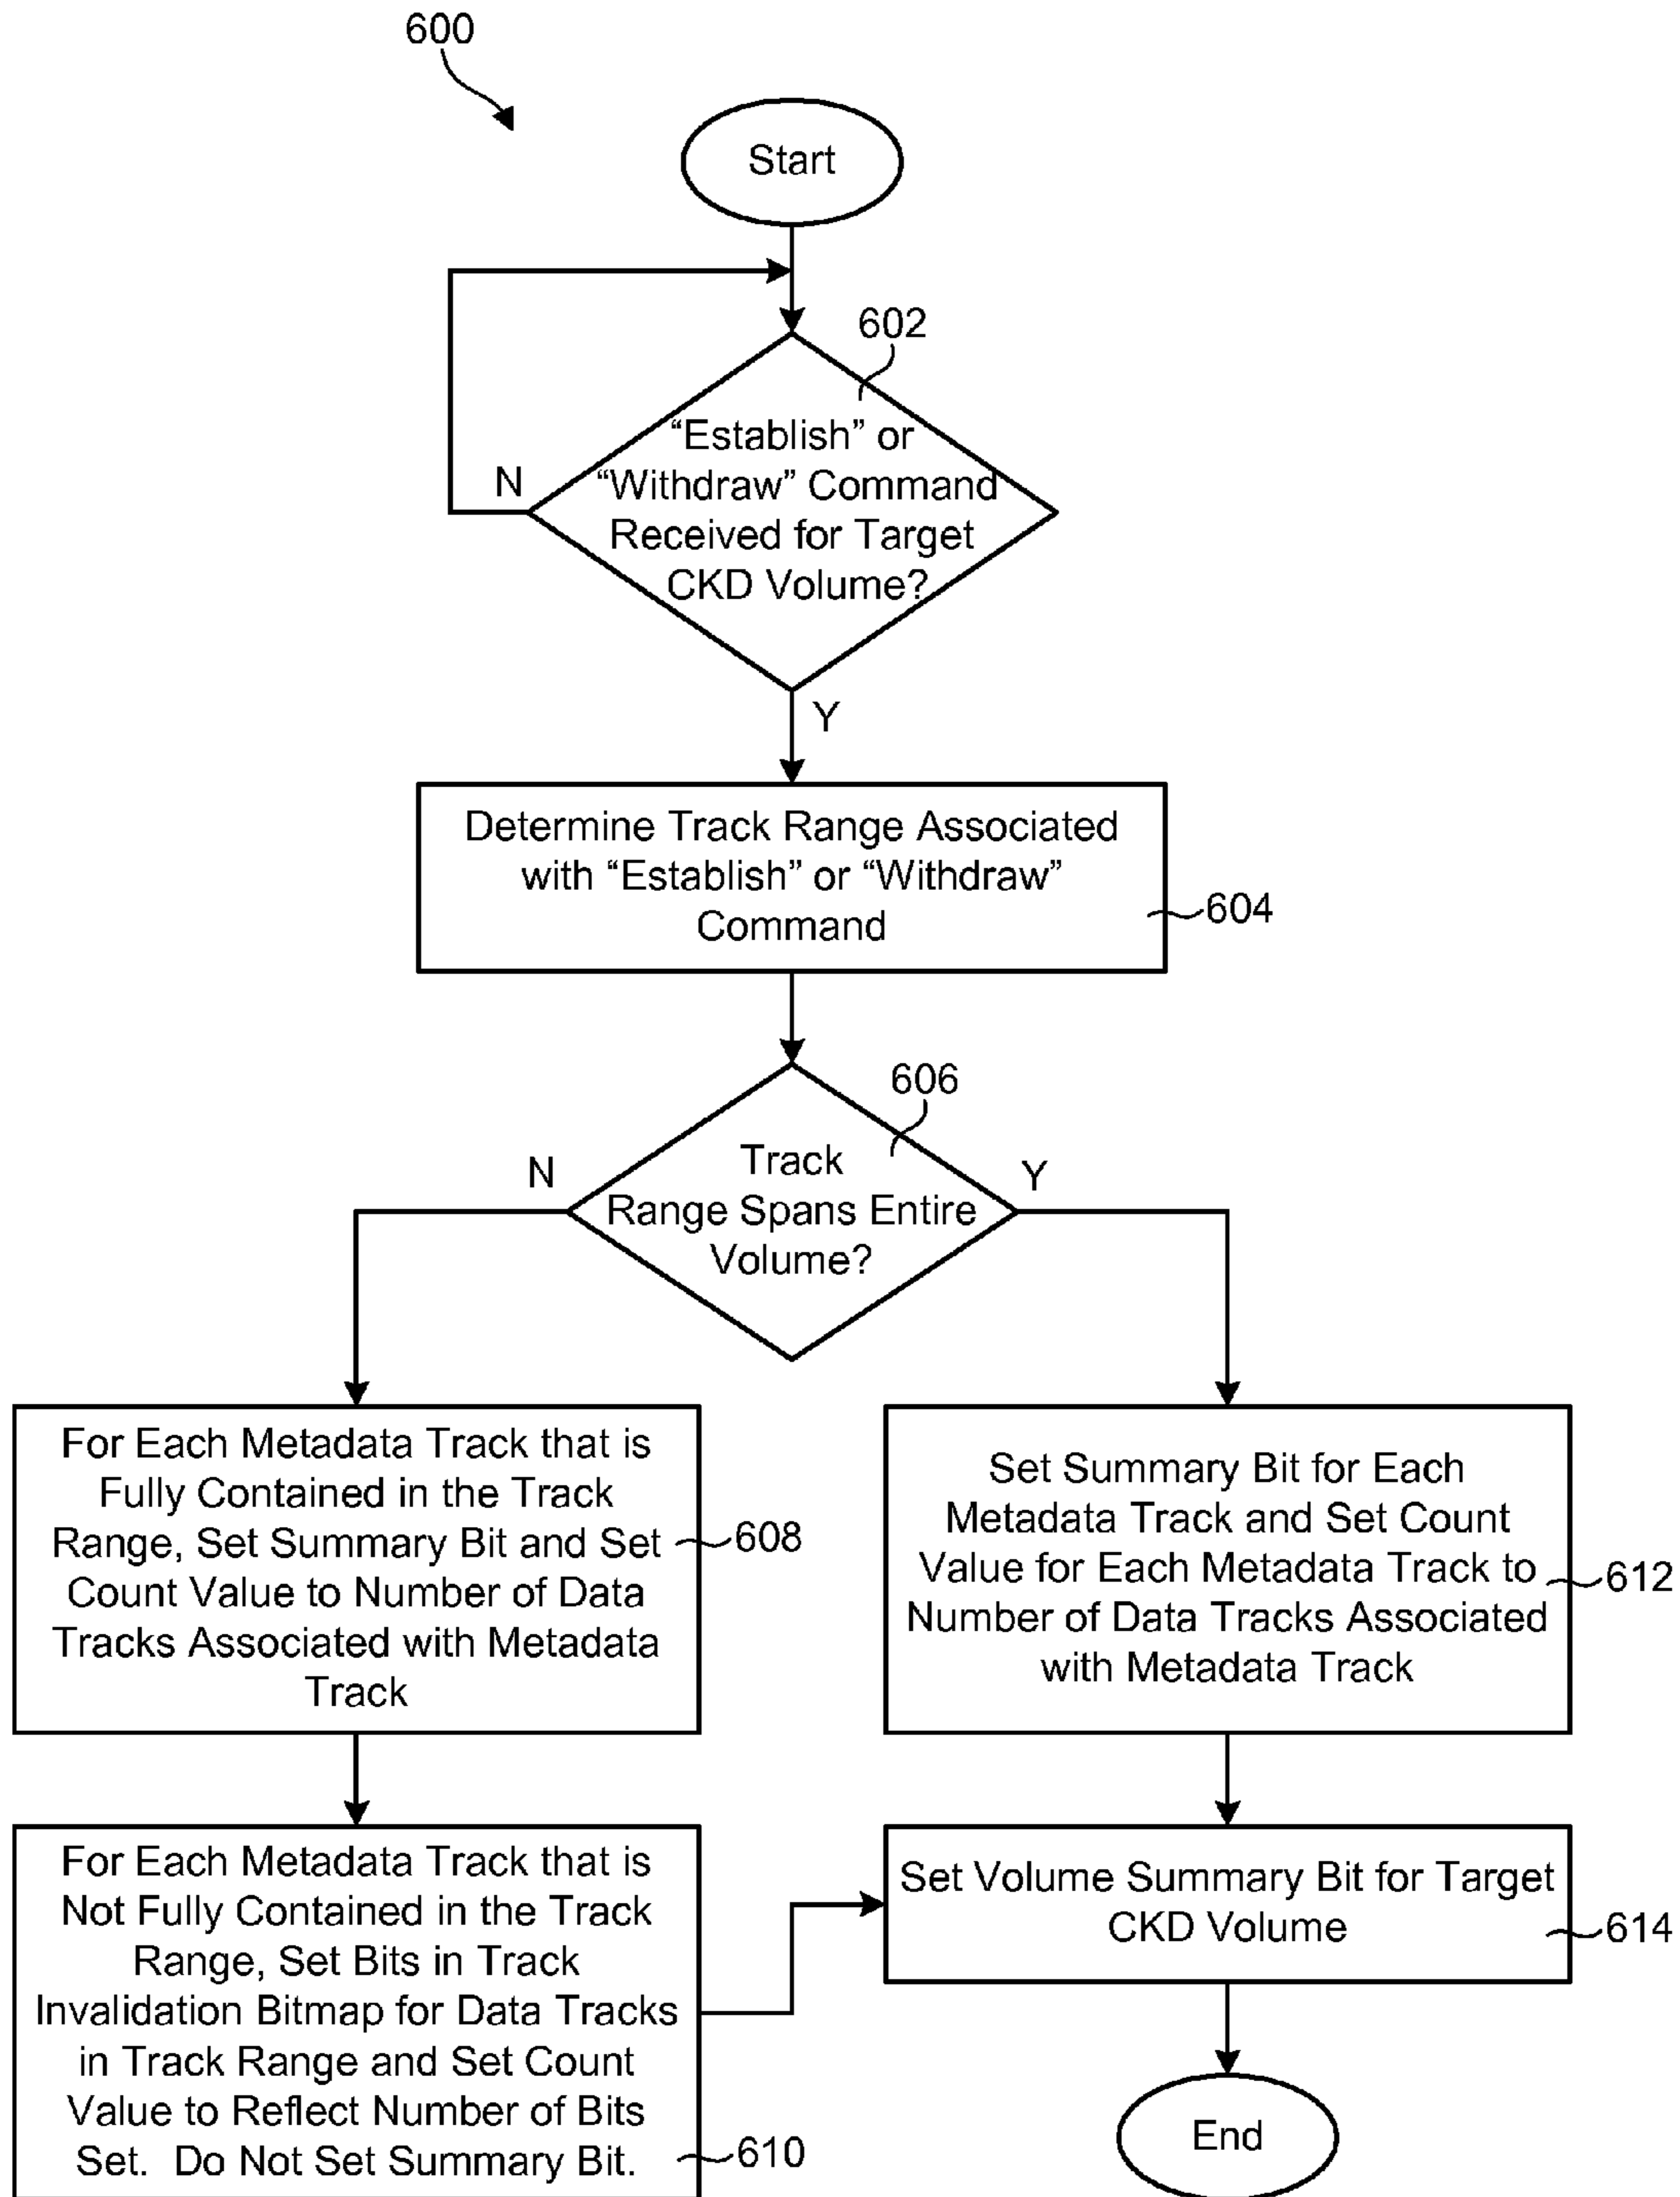 600
Start
602
“Establish” or
“Withdraw” Command
Received for Target
CKD Volume?
N
Y
Determine Track Range Associated
with “Establish” or “Withdraw”
Command
604
606
Track
Range Spans Entire
Volume?
N
Y
For Each Metadata Track that is
Fully Contained in the Track
Range, Set Summary Bit and Set
Count Value to Number of Data
Tracks Associated with Metadata
Track
608
Set Summary Bit for Each
Metadata Track and Set Count
Value for Each Metadata Track to
Number of Data Tracks Associated
with Metadata Track
612
For Each Metadata Track that is
Not Fully Contained in the Track
Range, Set Bits in Track
Invalidation Bitmap for Data Tracks
in Track Range and Set Count
Value to Reflect Number of Bits
Set. Do Not Set Summary Bit.
610
Set Volume Summary Bit for Target
CKD Volume
614
End